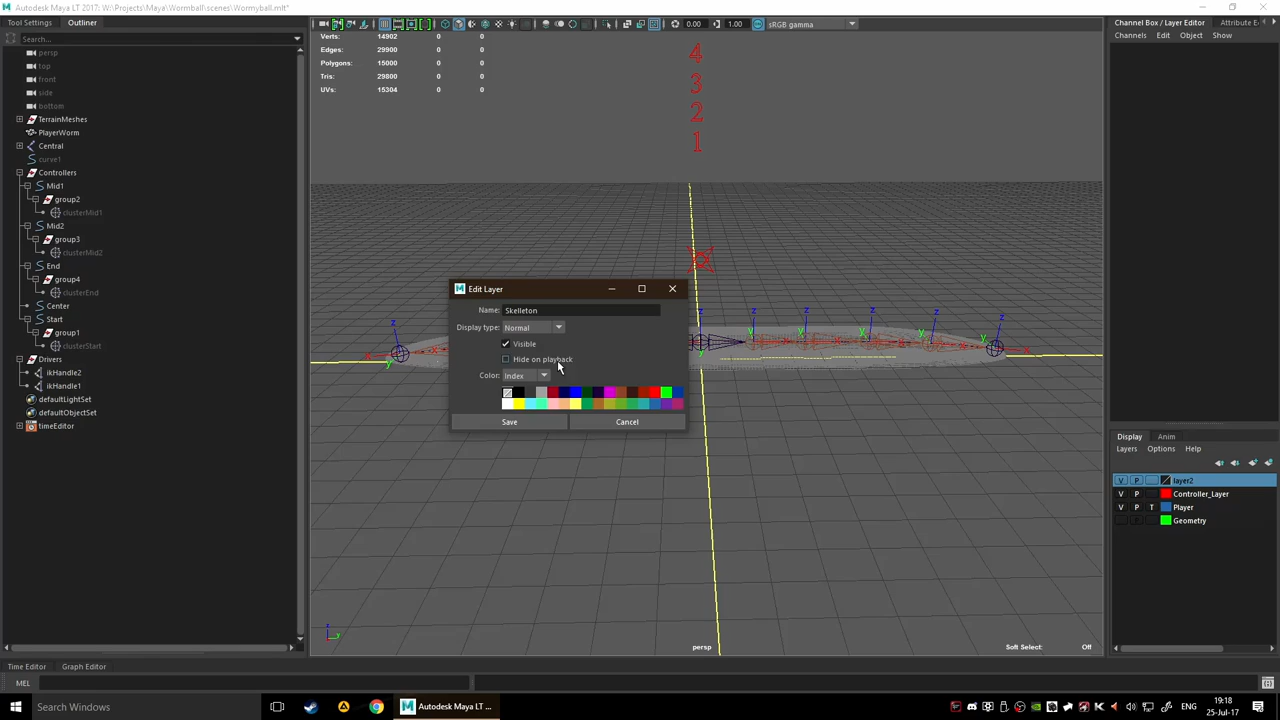 Autodesk Maya LT 2017: W:\Projects\Maya\Wormball\scenes\Wormyball.mlt*
Tool Settings Outliner
Search...
persp
top
front
side
bottom
TerrainMeshes
PlayerWorm
Central
curve1
Controllers
Mid1
group2
clusterMid1
Mid2
group3
clusterMid2
End
group4
clusterEnd
Center
Start
group1
clusterStart
Drivers
ikHandle2
ikHandle1
defaultLightSet
defaultObjectSet
timeEditor
0.00 1.00 sRGB gamma
Verts: 14902 0 0
Edges: 29900 0 0
Polygons: 15000 0 0
Tris: 29800 0 0
UVs: 15304 0 0
4
3
2
1
z z z z z z
y y y y y y
x x x x
Edit Layer
Name: Skelleton
Display type: Normal
Visible
Hide on playback
Color: Index
Save Cancel
z
y
persp
Soft Select: Off
Channel Box / Layer Editor Attribute E
Channels Edit Object Show
Display Anim
Layers Options Help
V P layer2
V P Controller_Layer
V P T Player
Geometry
Time Editor Graph Editor
MEL
Search Windows
Autodesk Maya LT ...
ENG
19:18
25-Jul-17